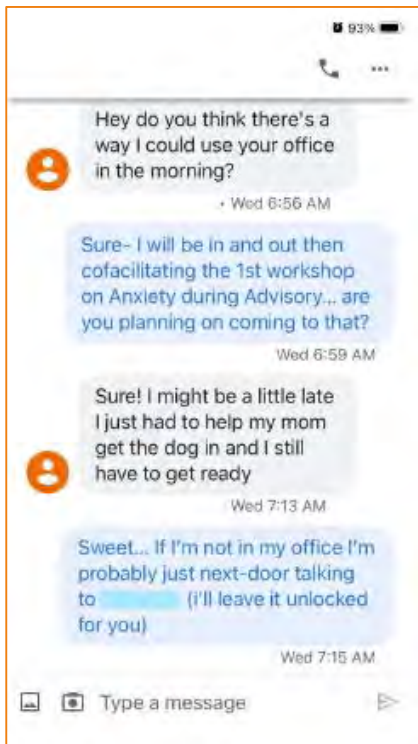 93%
Hey do you think there's a
way I could use your office
in the morning?
• Wed 6:56 AM
Sure- I will be in and out then
cofacilitating the 1st workshop
on Anxiety during Advisory... are
you planning on coming to that?
Wed 6:59 AM
Sure! I might be a little late
I just had to help my mom
get the dog in and I still
have to get ready
Wed 7:13 AM
Sweet... If I'm not in my office I'm
probably just next-door talking
to (i'll leave it unlocked
for you)
Wed 7:15 AM
Type a message